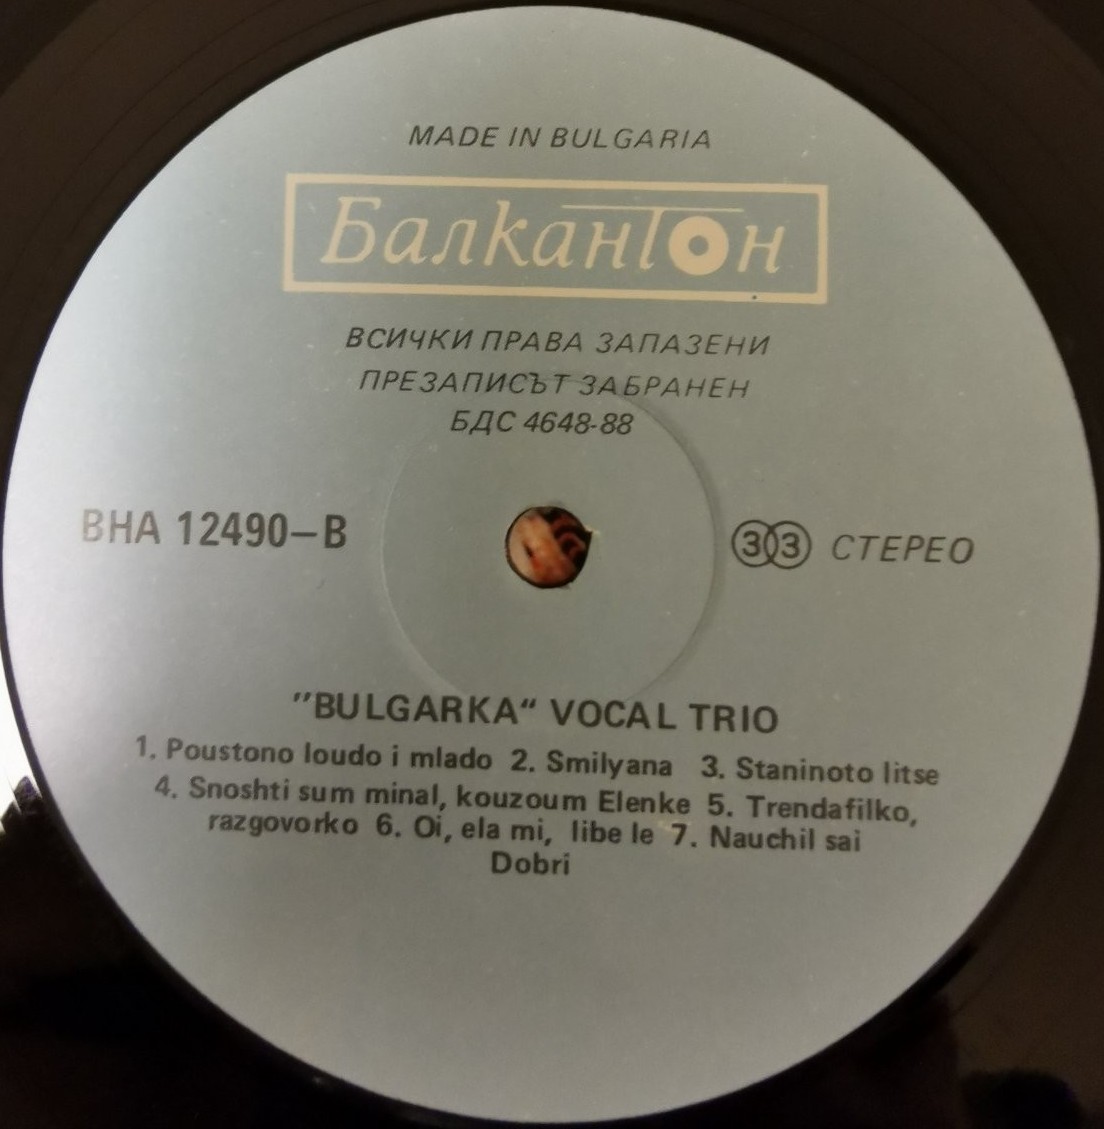 MADE IN BULGARIA
Балкантон
ВСИЧКИ ПРАВА ЗАПАЗЕНИ
ПРЕЗАПИСЪТ ЗАБРАНЕН
БДС 4648-88
ВНА 12490–В
33 СТЕРЕО
"BULGARKA“ VOCAL TRIO
1. Poustono loudo i mlado 2. Smilyana 3. Staninoto litse
4. Snoshti sum minal, kouzoum Elenke 5. Trendafilko,
razgovorko 6. Oi, ela mi, libe le 7. Nauchil sai
Dobri